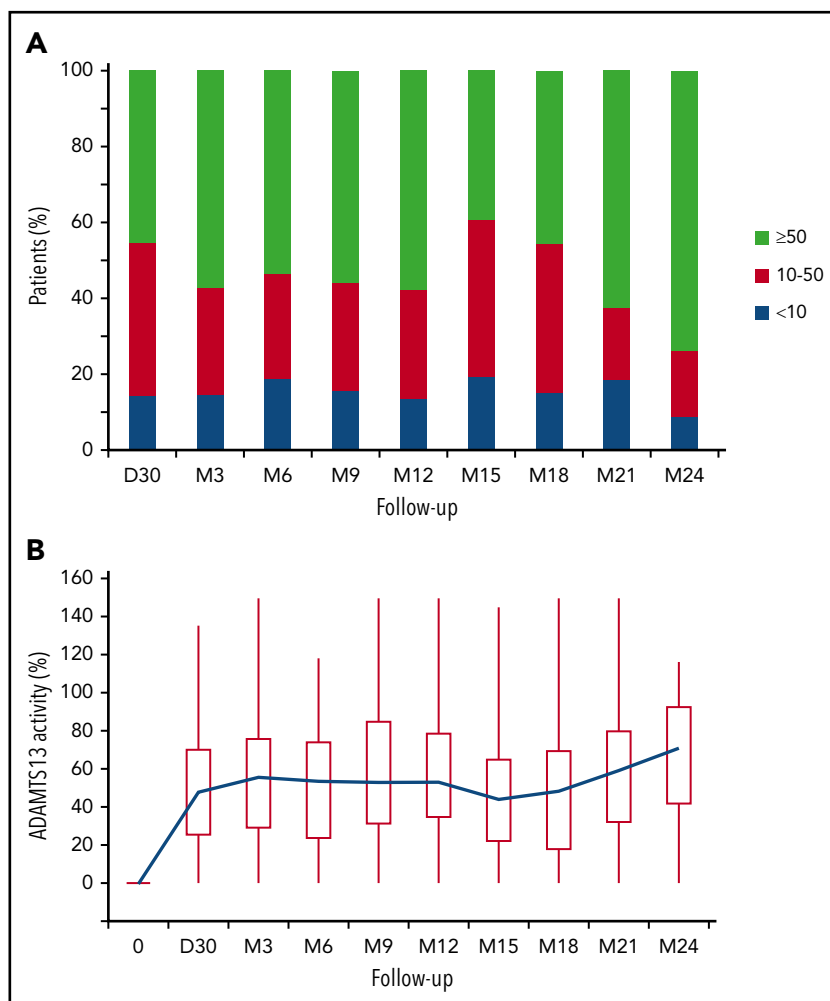 A
100
80
60
40
20
0
Patients (%)
D30 M3 M6 M9 M12 M15 M18 M21 M24
Follow-up
≥50
10-50
<10
B
160
140
120
100
80
60
40
20
0
ADAMTS13 activity (%)
0 D30 M3 M6 M9 M12 M15 M18 M21 M24
Follow-up